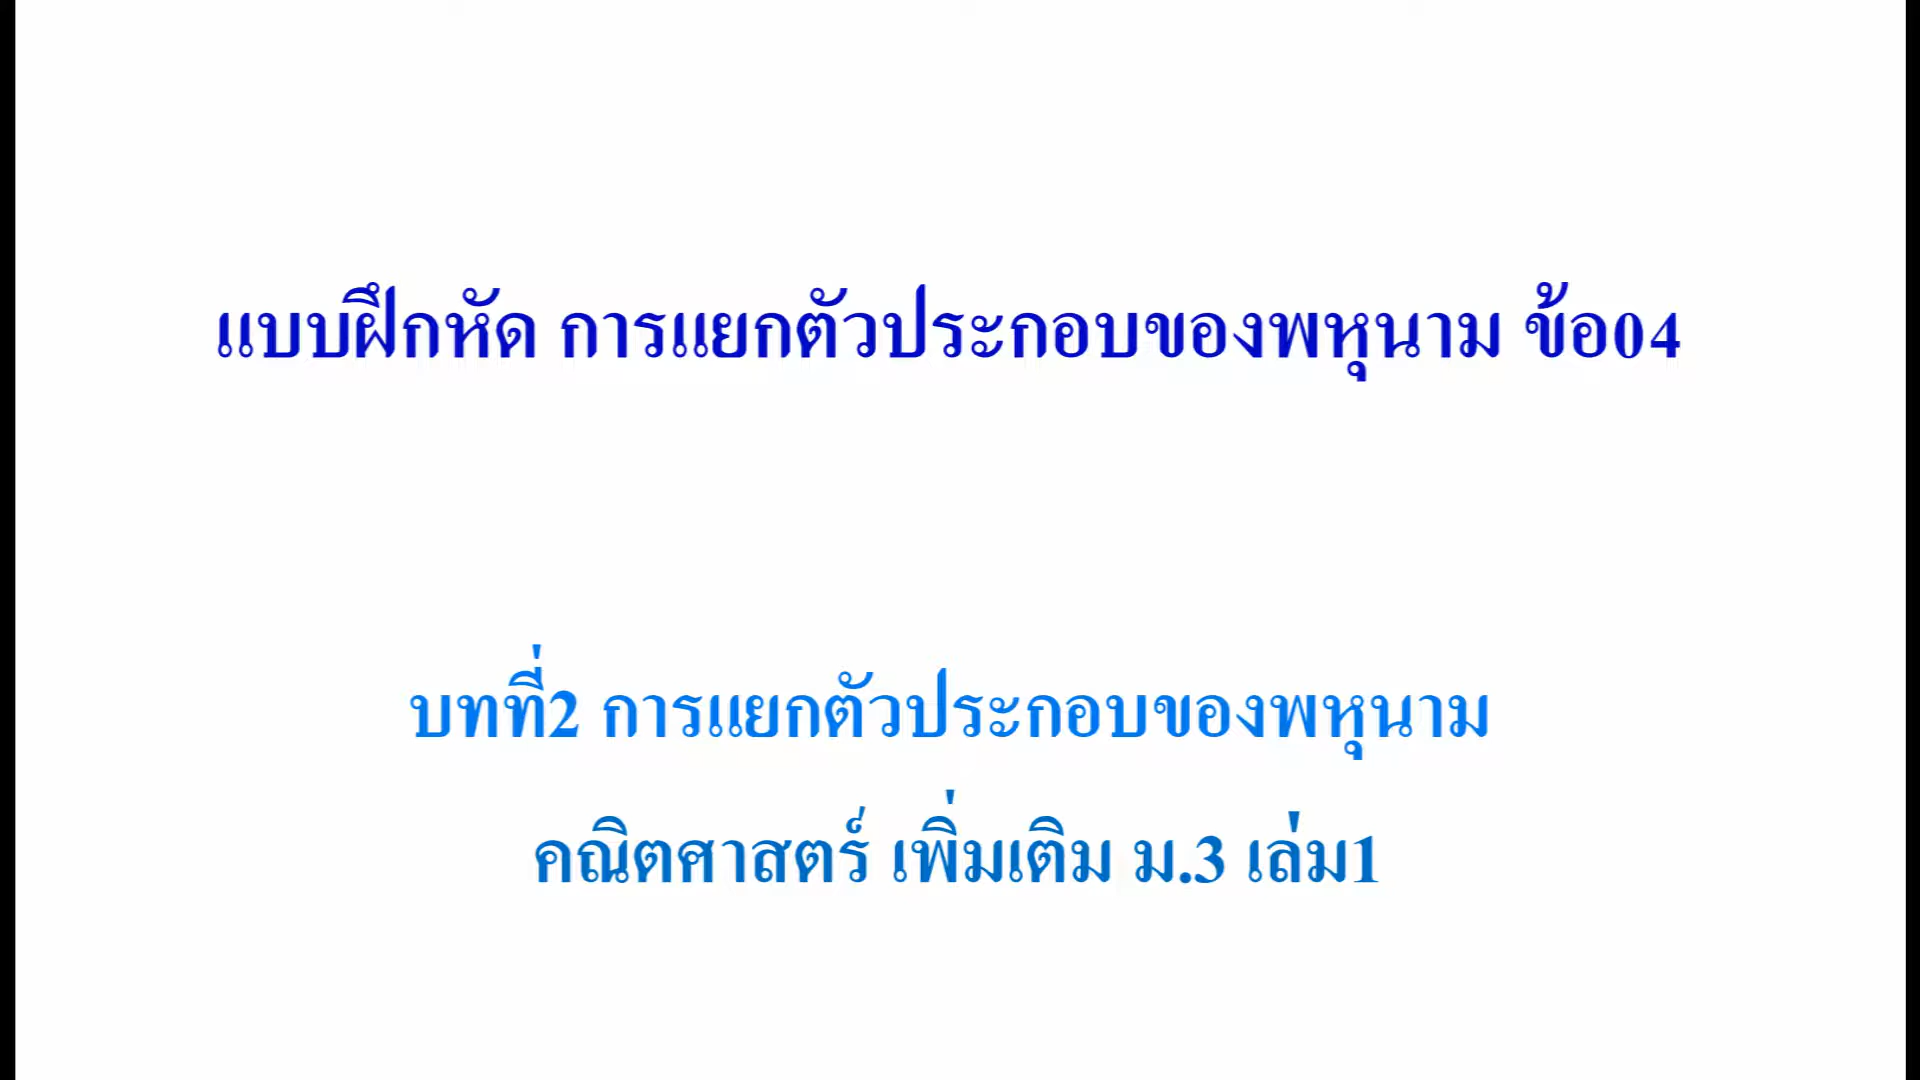 แบบฝึกหัด การแยกตัวประกอบของพหุนาม ข้อ04
บทที่2 การแยกตัวประกอบของพหุนาม
คณิตศาสตร์ เพิ่มเติม ม.3 เล่ม1